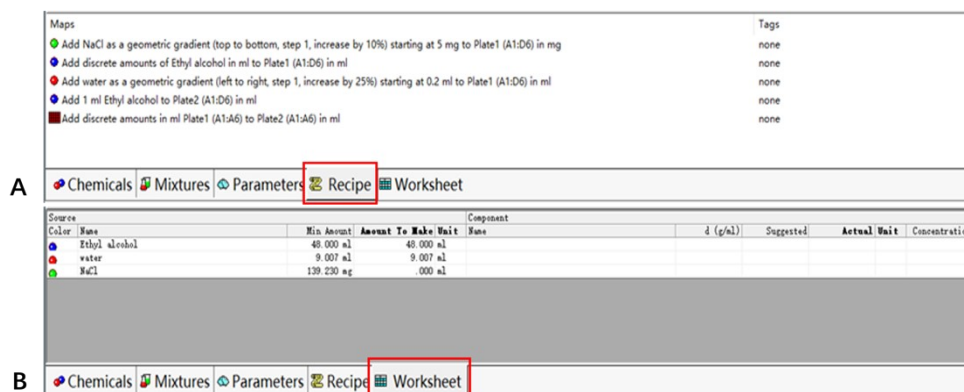 Maps Tags
Add NaCl as a geometric gradient (top to bottom, step 1, increase by 10%) starting at 5 mg to Plate1 (A1:D6) in mg none
Add discrete amounts of Ethyl alcohol in ml to Plate1 (A1:D6) in ml none
Add water as a geometric gradient (left to right, step 1, increase by 25%) starting at 0.2 ml to Plate1 (A1:D6) in ml none
Add 1 ml Ethyl alcohol to Plate2 (A1:D6) in ml none
Add discrete amounts in ml Plate1 (A1:A6) to Plate2 (A1:A6) in ml none
A Chemicals Mixtures Parameters Recipe Worksheet
Source Component
Color Name Min Amount Amount To Make Unit Name d (g/ml) Suggested Actual Unit Concentratio
Ethyl alcohol 48.000 ml 48.000 ml
water 9.007 ml 9.007 ml
NaCl 139.230 mg .000 ml
B Chemicals Mixtures Parameters Recipe Worksheet